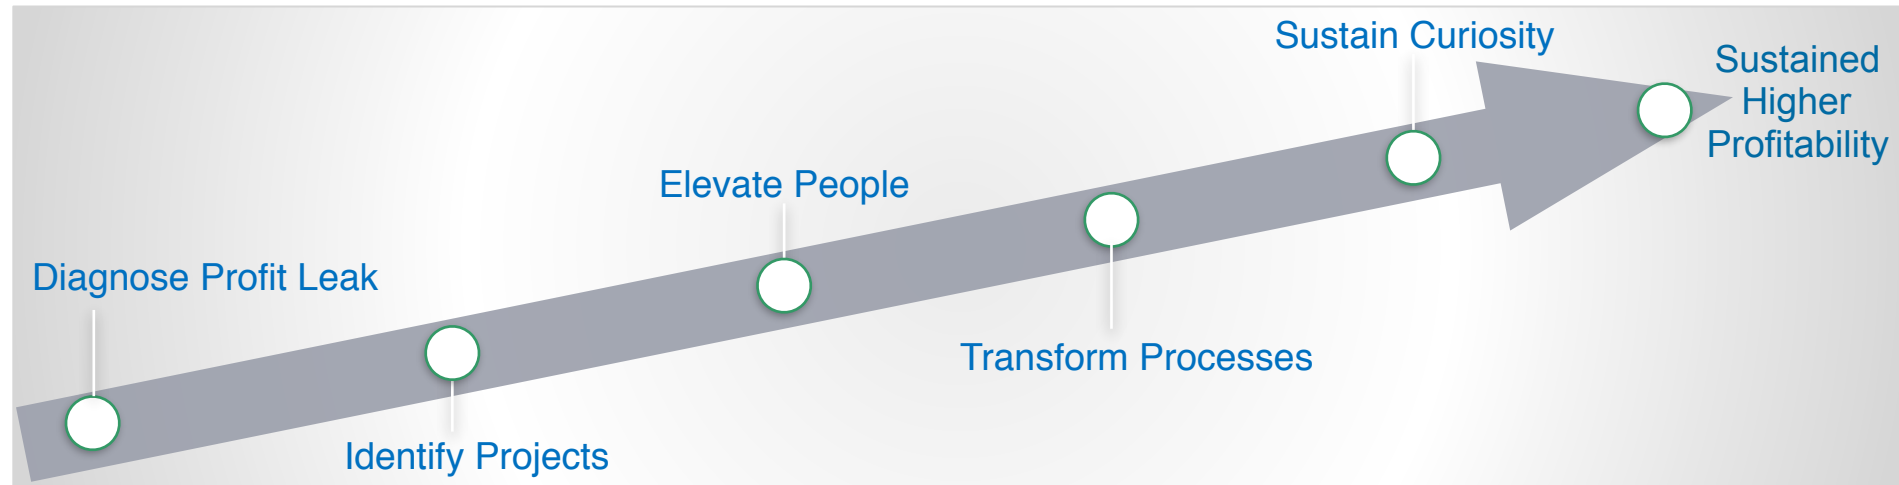 Diagnose Profit Leak
Identify Projects
Elevate People
Transform Processes
Sustain Curiosity
Sustained
Higher
Profitability